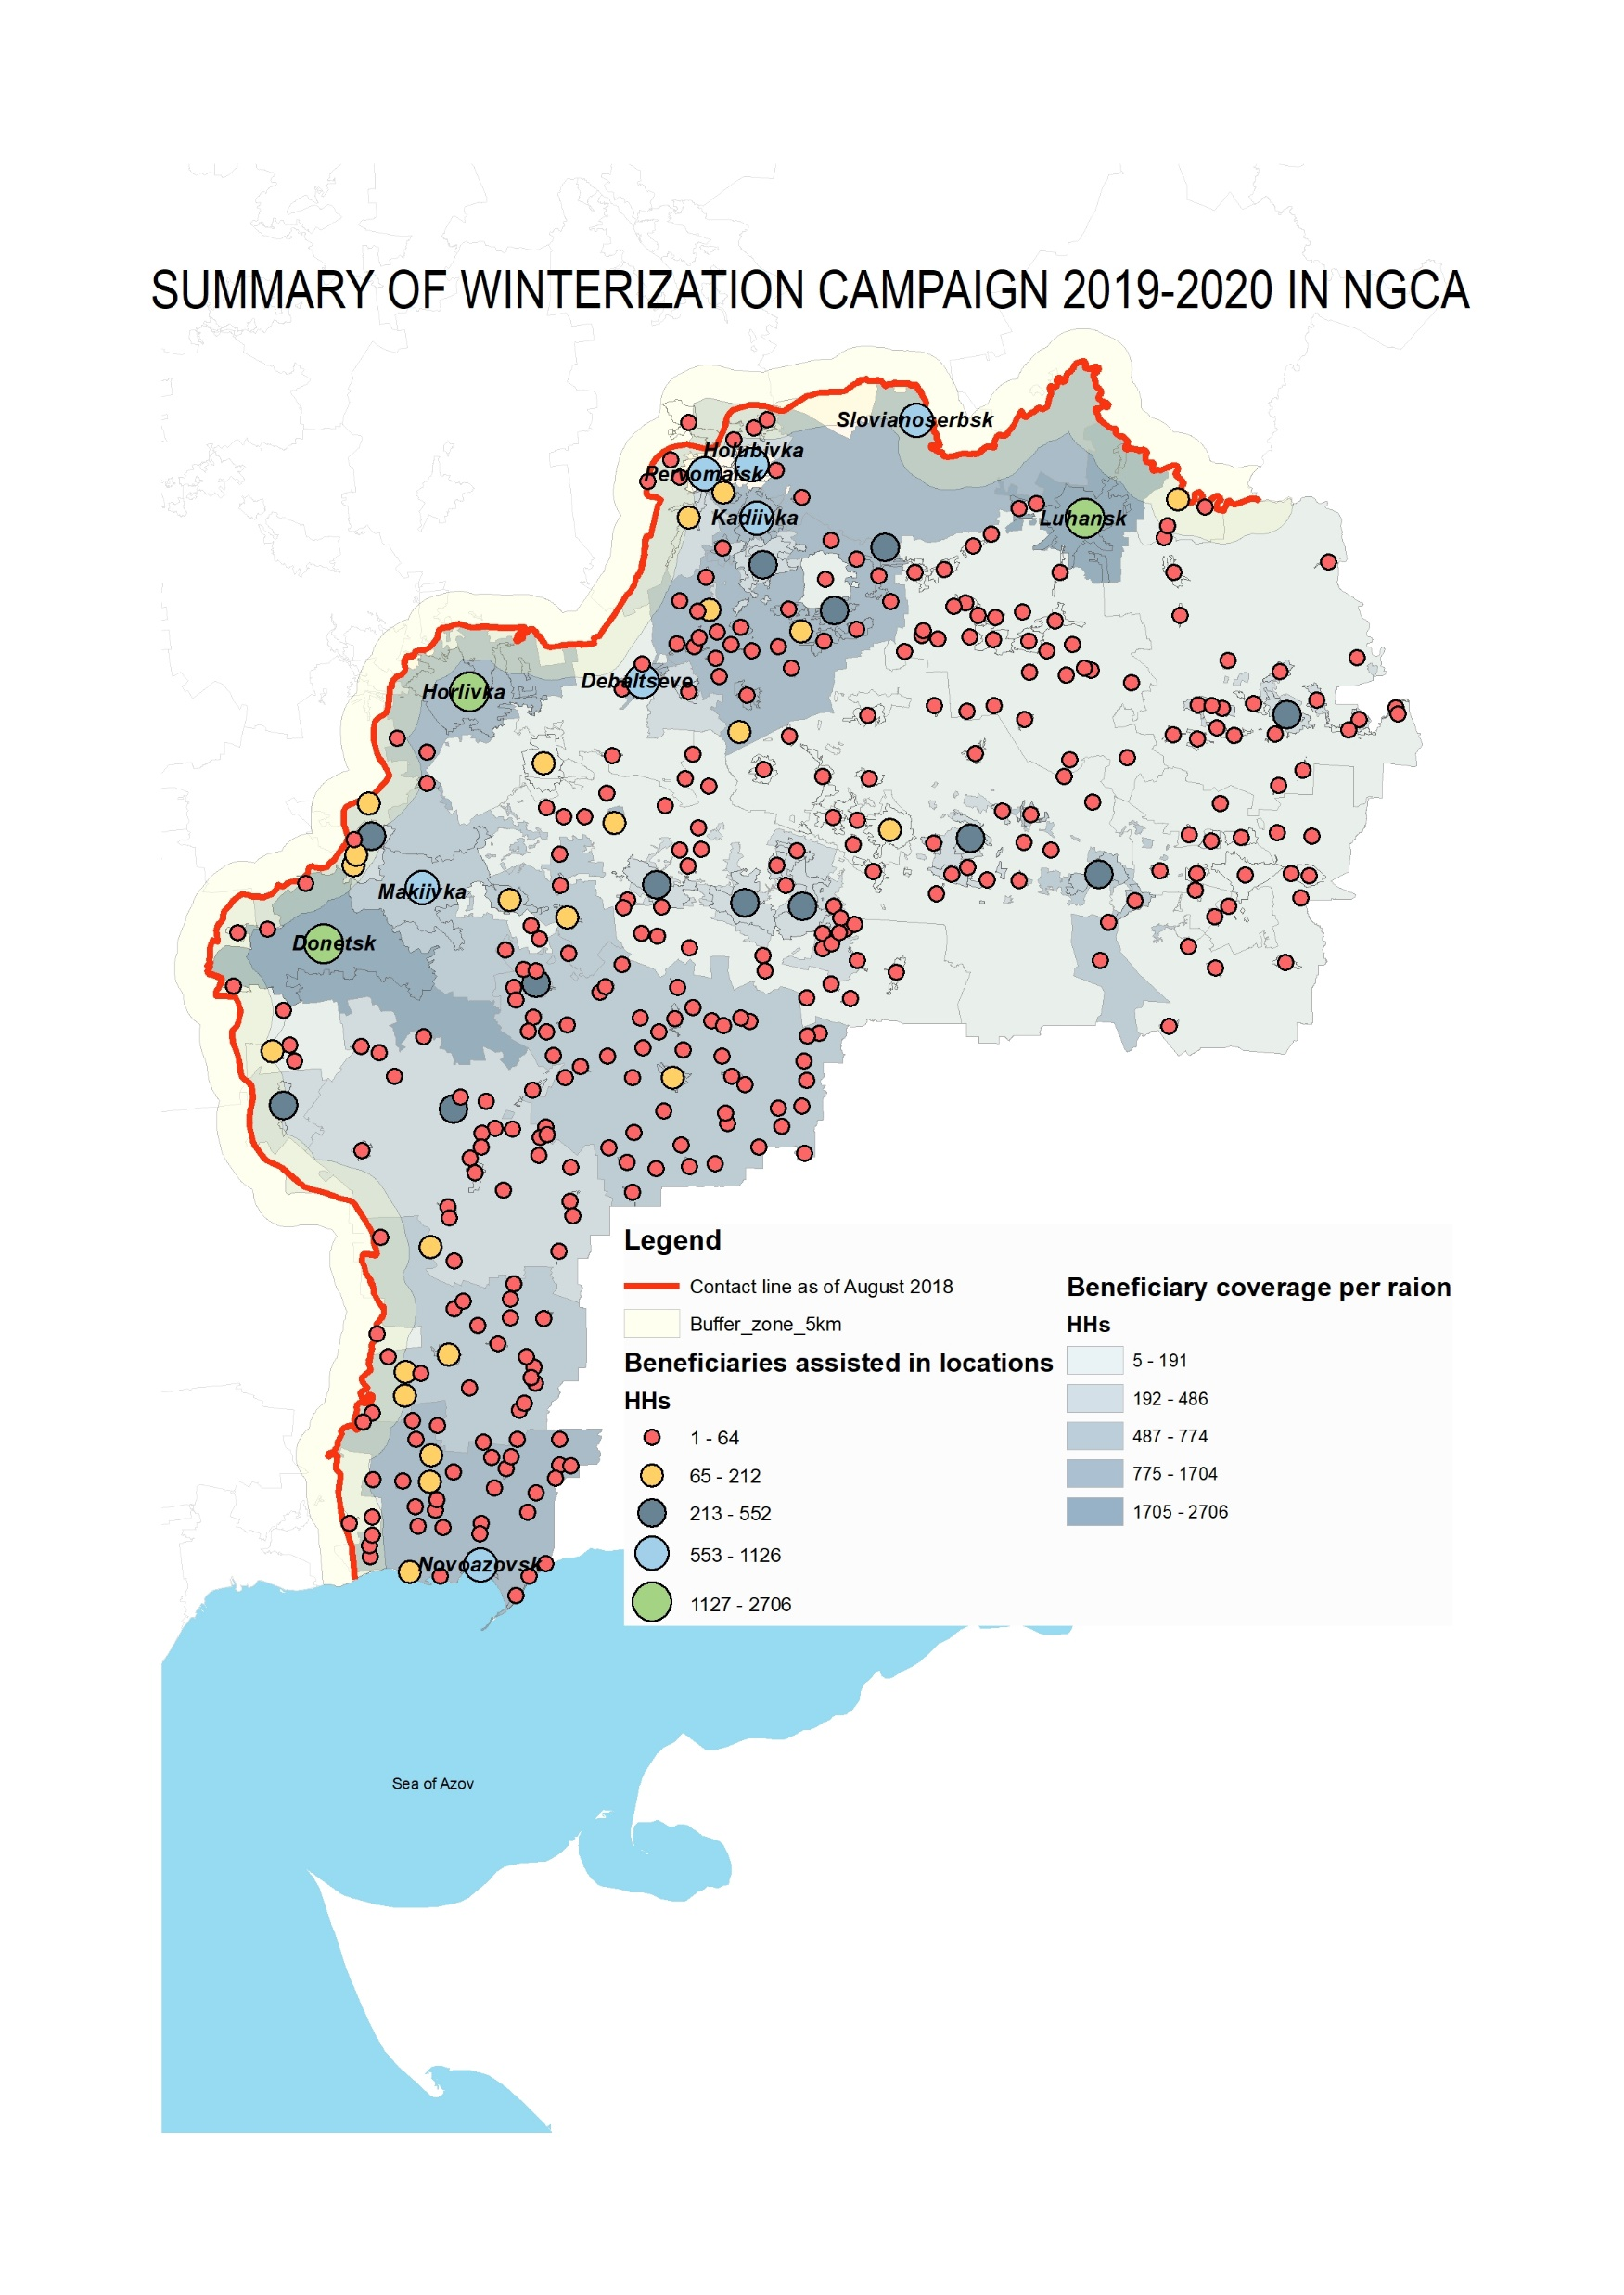 SUMMARY OF WINTERIZATION CAMPAIGN 2019-2020 IN NGCA
Slovianoserbsk
Holubivka
Pervomaisk
Kadiivka
Luhansk
Debaltseve
Horlivka
Makiivka
Donetsk
Novoazovsk
Legend
Contact line as of August 2018
Buffer_zone_5km
Beneficiaries assisted in locations
HHs
1 - 64
65 - 212
213 - 552
553 - 1126
1127 - 2706
Beneficiary coverage per raion
HHs
5 - 191
192 - 486
487 - 774
775 - 1704
1705 - 2706
Sea of Azov